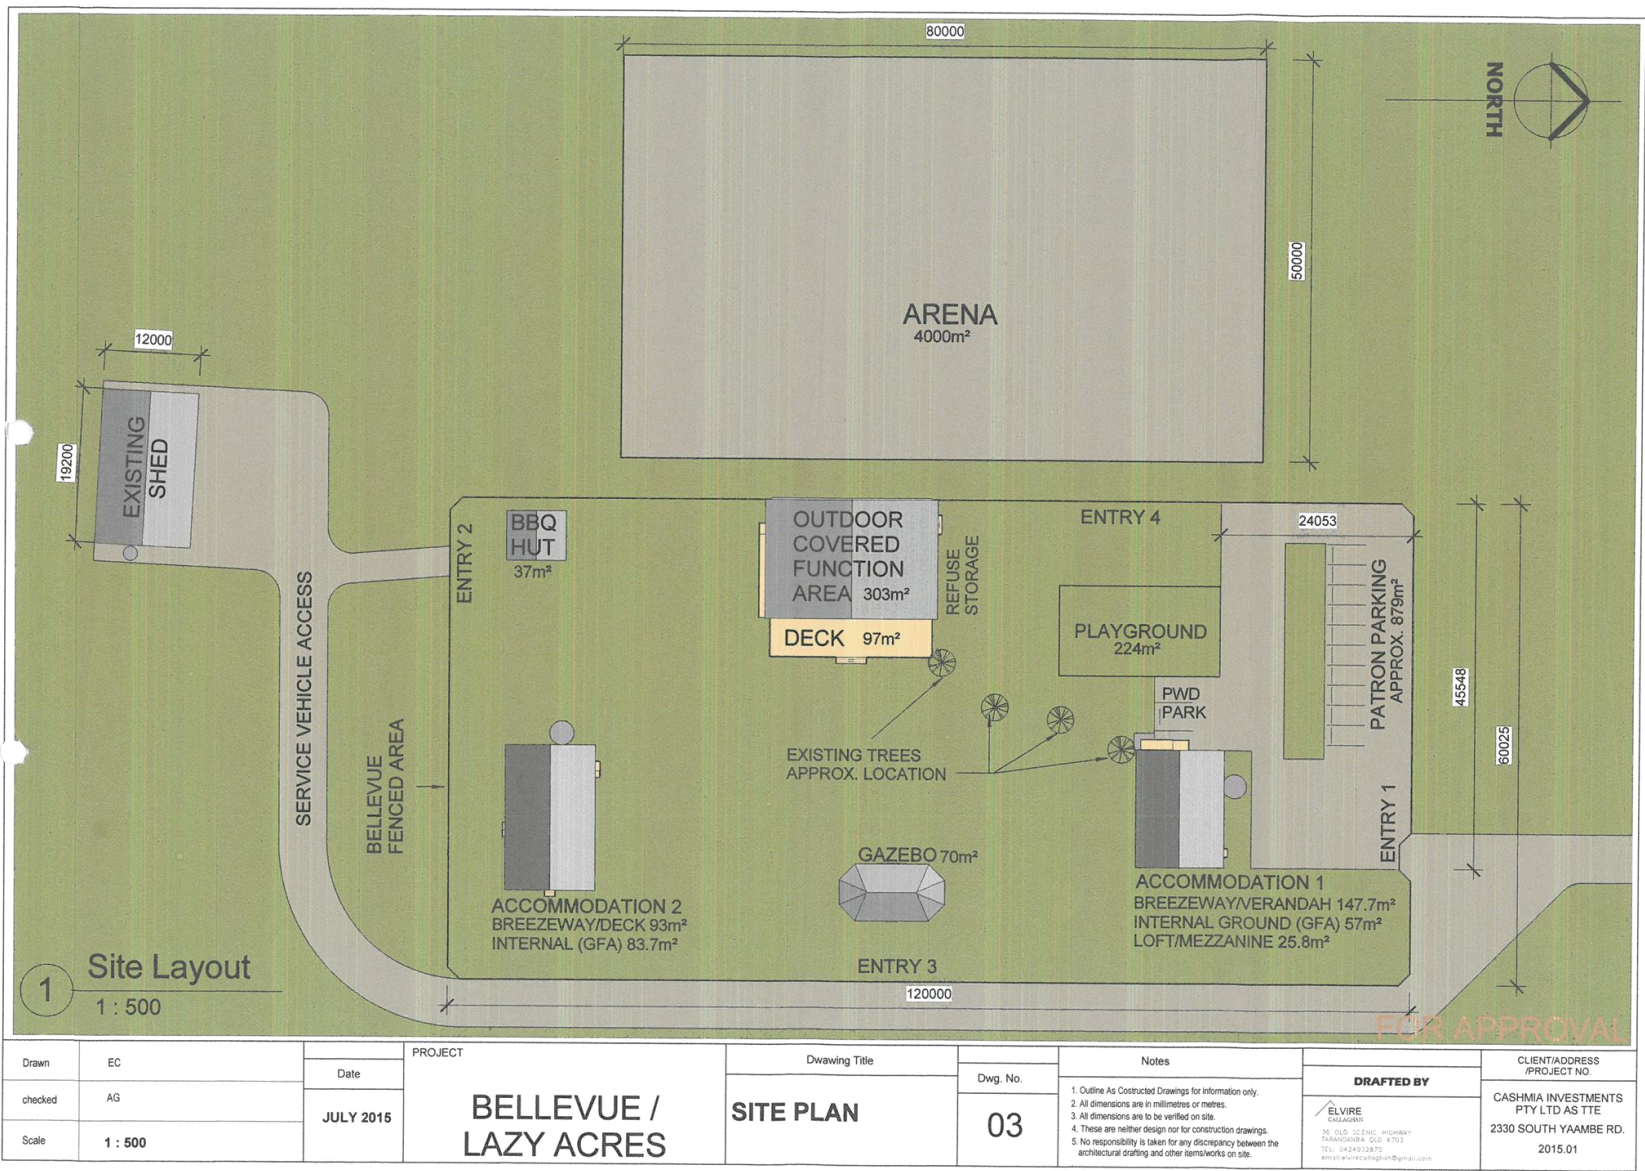 80000
NORTH
50000
ARENA
4000m²
12000
19200
EXISTING
SHED
SERVICE VEHICLE ACCESS
ENTRY 2
BBQ
HUT
37m²
OUTDOOR
COVERED
FUNCTION
AREA 303m²
DECK 97m²
REFUSE
STORAGE
ENTRY 4
24053
PLAYGROUND
224m²
PATRON PARKING
APPROX. 879m²
PWD
PARK
45548
60025
EXISTING TREES
APPROX. LOCATION
BELLEVUE
FENCED AREA
ENTRY 1
GAZEBO 70m²
ACCOMMODATION 2
BREEZEWAY/DECK 93m²
INTERNAL (GFA) 83.7m²
ACCOMMODATION 1
BREEZEWAY/VERANDAH 147.7m²
INTERNAL GROUND (GFA) 57m²
LOFT/MEZZANINE 25.8m²
ENTRY 3
120000
1
Site Layout
1 : 500
FOR APPROVAL
Drawn EC
checked AG
Scale 1 : 500
Date
JULY 2015
PROJECT
BELLEVUE /
LAZY ACRES
Dwawing Title
SITE PLAN
Dwg. No.
03
Notes
1. Outline As Costructed Drawings for information only.
2. All dimensions are in millimetres or metres.
3. All dimensions are to be verified on site.
4. These are neither design nor for construction drawings.
5. No responsibility is taken for any discrepancy between the
architectural drafting and other items/works on site.
DRAFTED BY
ELVIRE
CALLAGHAN
36 OLD SCENIC HIGHWAY
TARANGANBA QLD 4703
CLIENT/ADDRESS
/PROJECT NO.
CASHMIA INVESTMENTS
PTY LTD AS TTE
2330 SOUTH YAAMBE RD.
2015.01